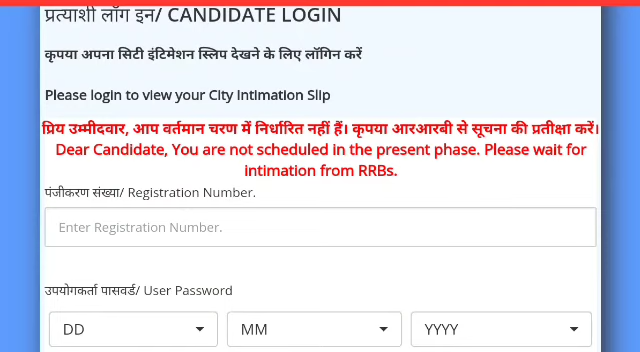 प्रत्याशी लॉग इन/ CANDIDATE LOGIN
कृपया अपना सिटी इंटिमेशन स्लिप देखने के लिए लॉगिन करें
Please login to view your City Intimation Slip
प्रिय उम्मीदवार, आप वर्तमान चरण में निर्धारित नहीं हैं। कृपया आरआरबी से सूचना की प्रतीक्षा करें।
Dear Candidate, You are not scheduled in the present phase. Please wait for
intimation from RRBs.
पंजीकरण संख्या/ Registration Number.
Enter Registration Number.
उपयोगकर्ता पासवर्ड/ User Password
DD MM YYYY